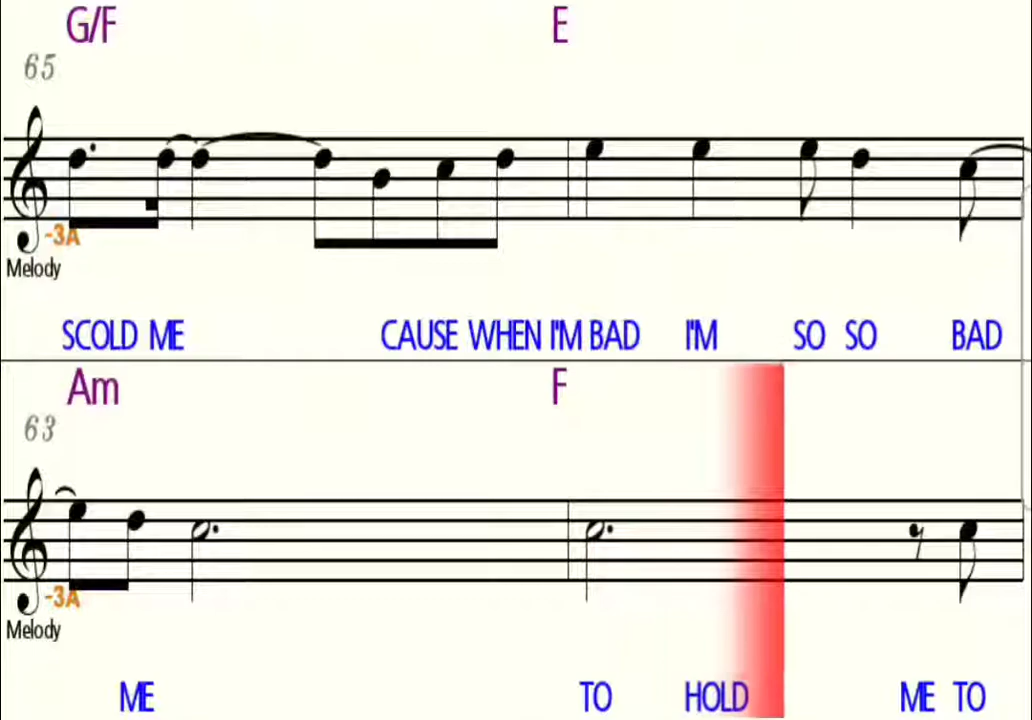 G/F E
65
-3A
Melody
SCOLD ME CAUSE WHEN I'M BAD I'M SO SO BAD
Am F
63
-3A
Melody
ME TO HOLD ME TO